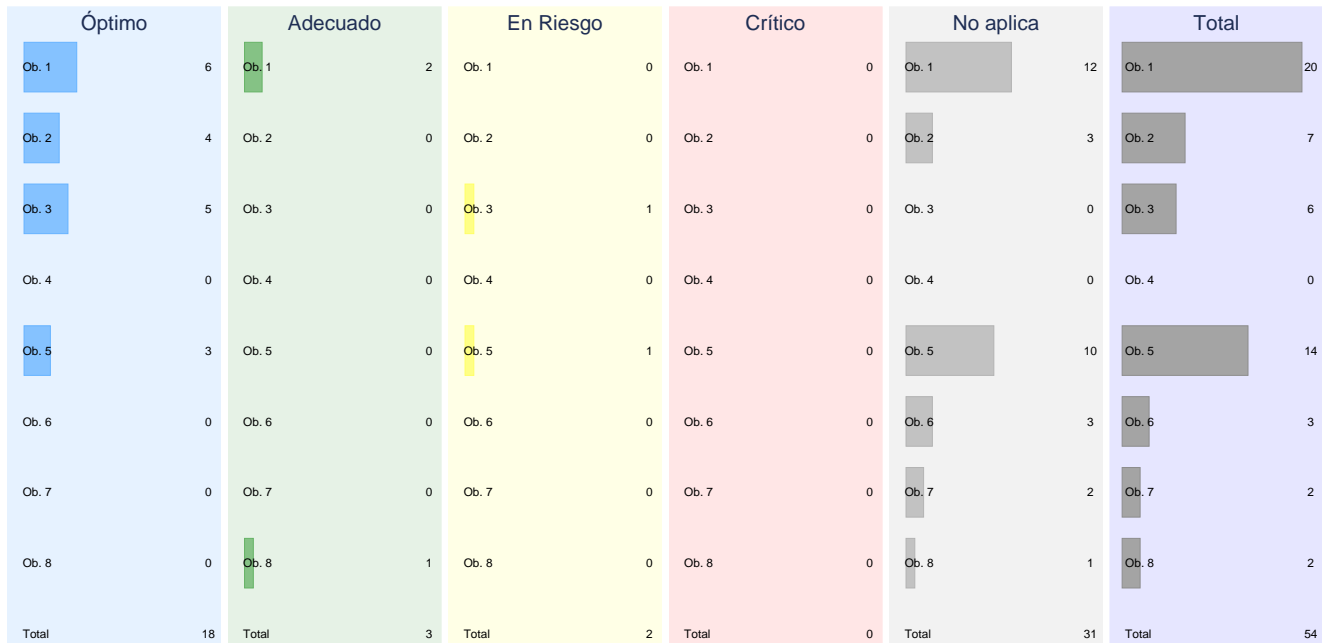 Óptimo Adecuado En Riesgo Crítico No aplica Total
Ob. 1 6 Ob. 1 2 Ob. 1 0 Ob. 1 0 Ob. 1 12 Ob. 1 20
Ob. 2 4 Ob. 2 0 Ob. 2 0 Ob. 2 0 Ob. 2 3 Ob. 2 7
Ob. 3 5 Ob. 3 0 Ob. 3 1 Ob. 3 0 Ob. 3 0 Ob. 3 6
Ob. 4 0 Ob. 4 0 Ob. 4 0 Ob. 4 0 Ob. 4 0 Ob. 4 0
Ob. 5 3 Ob. 5 0 Ob. 5 1 Ob. 5 0 Ob. 5 10 Ob. 5 14
Ob. 6 0 Ob. 6 0 Ob. 6 0 Ob. 6 0 Ob. 6 3 Ob. 6 3
Ob. 7 0 Ob. 7 0 Ob. 7 0 Ob. 7 0 Ob. 7 2 Ob. 7 2
Ob. 8 0 Ob. 8 1 Ob. 8 0 Ob. 8 0 Ob. 8 1 Ob. 8 2
Total 18 Total 3 Total 2 Total 0 Total 31 Total 54